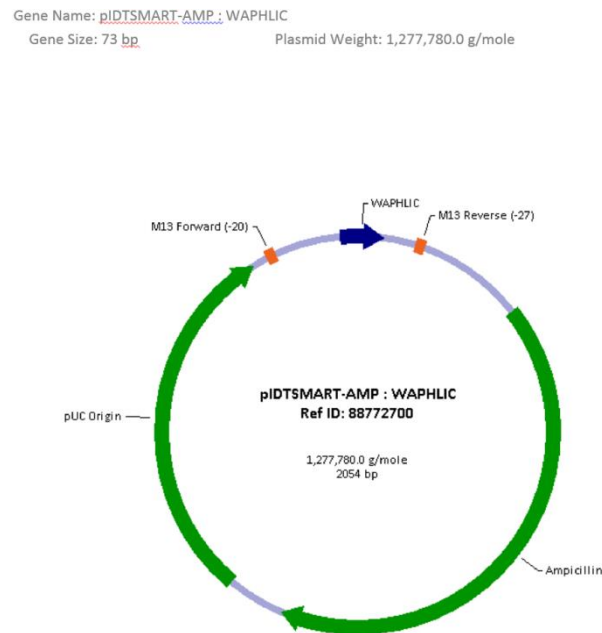 Gene Name: pIDTSMART-AMP : WAPHLIC
Gene Size: 73 bp Plasmid Weight: 1,277,780.0 g/mole
WAPHLIC
M13 Forward (-20)
M13 Reverse (-27)
pIDTSMART-AMP : WAPHLIC
Ref ID: 88772700
pUC Origin
1,277,780.0 g/mole
2054 bp
Ampicillin